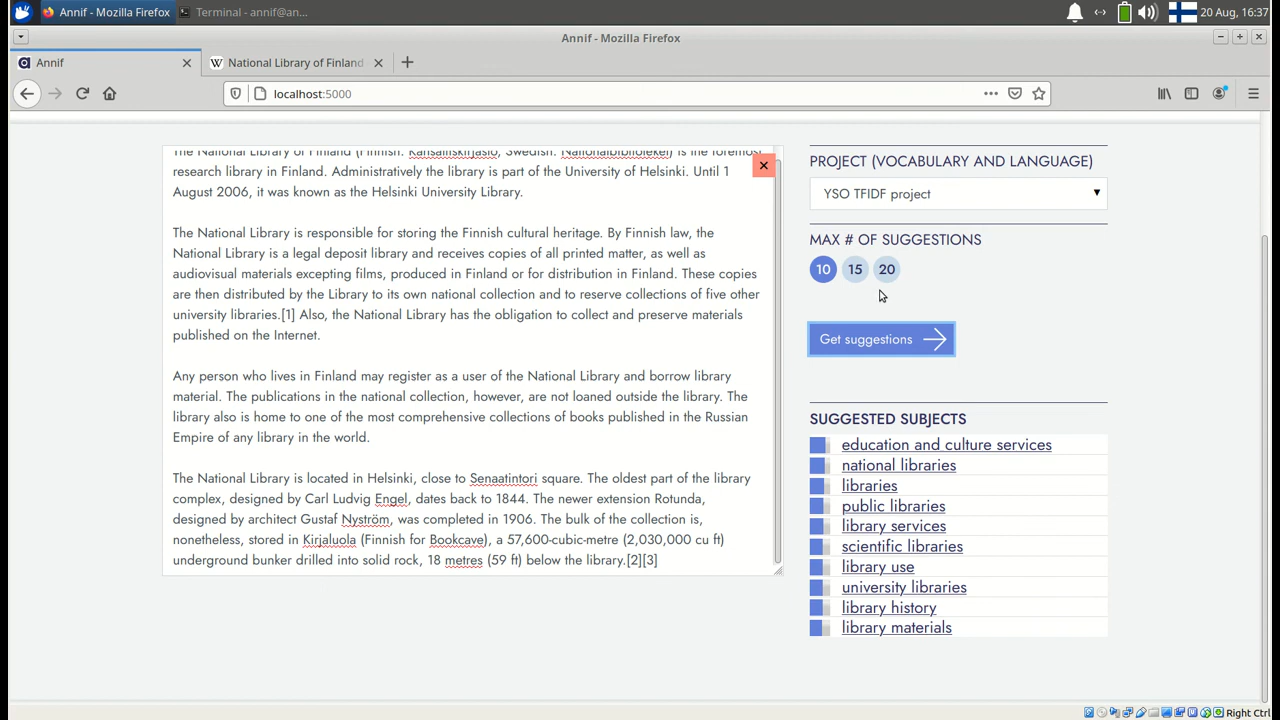 Annif - Mozilla Firefox
Terminal - annif@an...
20 Aug, 16:37
Annif - Mozilla Firefox
Annif
W National Library of Finland
localhost:5000
The National Library of Finland (Finnish: Kansalliskirjasto, Swedish: Nationalbiblioteket) is the foremost
research library in Finland. Administratively the library is part of the University of Helsinki. Until 1
August 2006, it was known as the Helsinki University Library.
The National Library is responsible for storing the Finnish cultural heritage. By Finnish law, the
National Library is a legal deposit library and receives copies of all printed matter, as well as
audiovisual materials excepting films, produced in Finland or for distribution in Finland. These copies
are then distributed by the Library to its own national collection and to reserve collections of five other
university libraries.[1] Also, the National Library has the obligation to collect and preserve materials
published on the Internet.
Any person who lives in Finland may register as a user of the National Library and borrow library
material. The publications in the national collection, however, are not loaned outside the library. The
library also is home to one of the most comprehensive collections of books published in the Russian
Empire of any library in the world.
The National Library is located in Helsinki, close to Senaatintori square. The oldest part of the library
complex, designed by Carl Ludvig Engel, dates back to 1844. The newer extension Rotunda,
designed by architect Gustaf Nyström, was completed in 1906. The bulk of the collection is,
nonetheless, stored in Kirjaluola (Finnish for Bookcave), a 57,600-cubic-metre (2,030,000 cu ft)
underground bunker drilled into solid rock, 18 metres (59 ft) below the library.[2][3]
PROJECT (VOCABULARY AND LANGUAGE)
YSO TFIDF project
MAX # OF SUGGESTIONS
10 15 20
Get suggestions
SUGGESTED SUBJECTS
education and culture services
national libraries
libraries
public libraries
library services
scientific libraries
library use
university libraries
library history
library materials
Right Ctrl